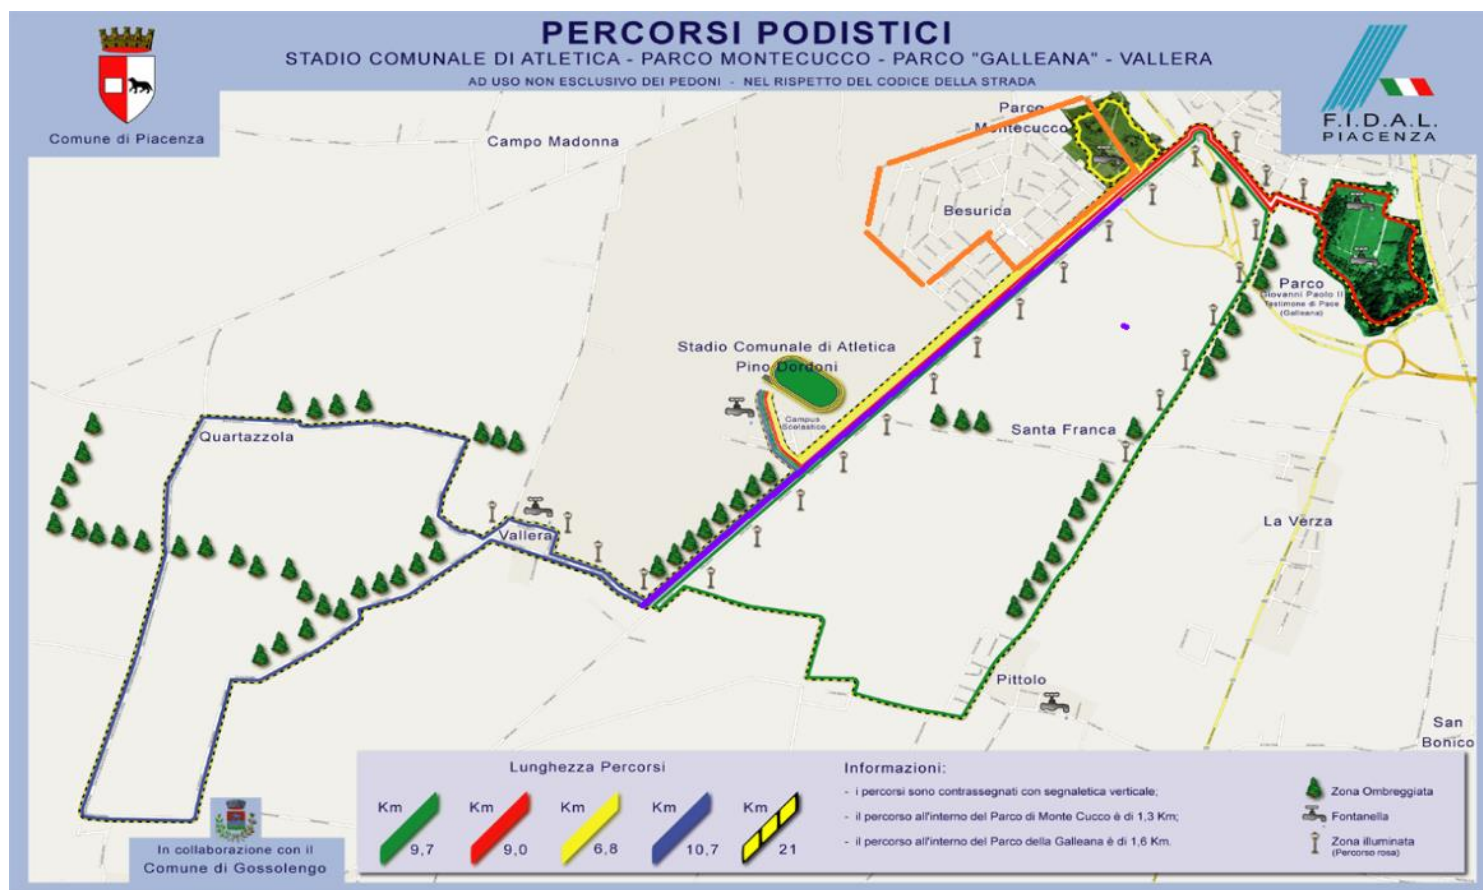 PERCORSI PODISTICI
STADIO COMUNALE DI ATLETICA - PARCO MONTECUCCO - PARCO "GALLEANA" - VALLERA
AD USO NON ESCLUSIVO DEI PEDONI - NEL RISPETTO DEL CODICE DELLA STRADA
Comune di Piacenza
F.I.D.A.L.
PIACENZA
Campo Madonna
Parco
Montecucco
Besurica
Parco
Giovanni Paolo II
Testimone di Pace
(Galleana)
Stadio Comunale di Atletica
Pino Dordoni
Campus
Scolastico
Quartazzola
Santa Franca
La Verza
Vallera
Pittolo
San
Bonico
Lunghezza Percorsi
Km 9,7
Km 9,0
Km 6,8
Km 10,7
Km 21
Informazioni:
- i percorsi sono contrassegnati con segnaletica verticale;
- il percorso all'interno del Parco di Monte Cucco è di 1,3 Km;
- il percorso all'interno del Parco della Galleana è di 1,6 Km.
Zona Ombreggiata
Fontanella
Zona illuminata
(Percorso rosa)
In collaborazione con il
Comune di Gossolengo